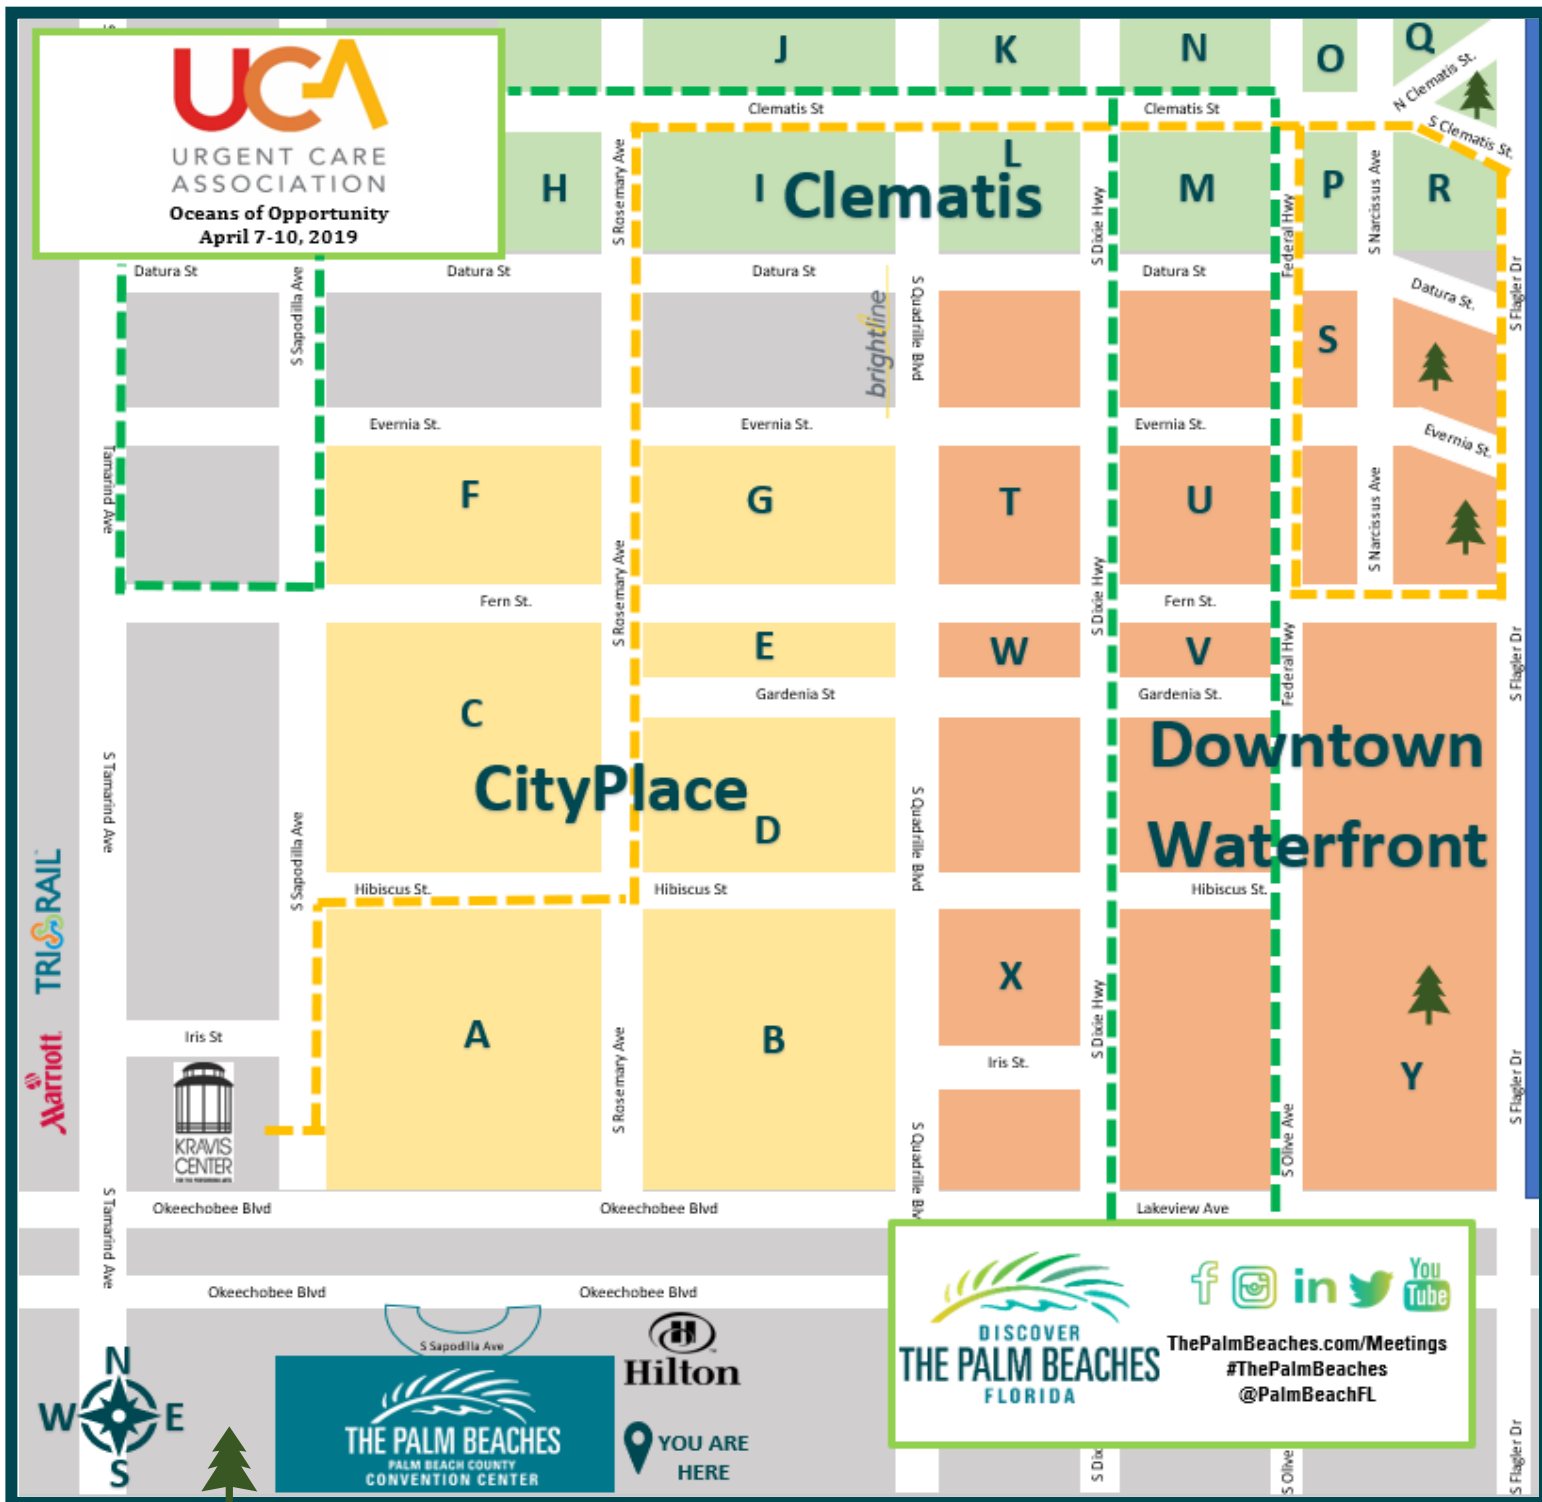 UCA
URGENT CARE
ASSOCIATION
Oceans of Opportunity
April 7-10, 2019
J
K
N
O
Q
N Clematis St.
Clematis St
Clematis St
S Clematis St.
H
S Rosemary Ave
I
L
Clematis
S Dixie Hwy
M
Federal Hwy
P
S Narcissus Ave
R
Datura St
S Sapodilla Ave
Datura St
Datura St
brightline
S Quadrille Blvd
Datura St
Datura St.
S Flagler Dr
S
Evernia St.
Evernia St.
Evernia St.
Evernia St.
Tamarind Ave
F
G
T
U
S Narcissus Ave
Fern St.
S Rosemary Ave
S Dixie Hwy
Fern St.
E
W
V
Federal Hwy
S Flagler Dr
Gardenia St
Gardenia St.
C
CityPlace
D
Downtown
Waterfront
S Tamarind Ave
S Sapodilla Ave
S Quadrille Blvd
Hibiscus St.
Hibiscus St
Hibiscus St.
TRI RAIL
Marriott
Iris St
A
S Rosemary Ave
B
X
Iris St.
S Dixie Hwy
Y
S Olive Ave
S Flagler Dr
KRAVIS
CENTER
S Quadrille Blv
S Tamarind Ave
Okeechobee Blvd
Okeechobee Blvd
Lakeview Ave
Okeechobee Blvd
Okeechobee Blvd
S Sapodilla Ave
H
Hilton
THE PALM BEACHES
PALM BEACH COUNTY
CONVENTION CENTER
YOU ARE
HERE
N
W E
S
DISCOVER
THE PALM BEACHES
FLORIDA
f in You
Tube
ThePalmBeaches.com/Meetings
#ThePalmBeaches
@PalmBeachFL
S Dix
S Olive
S Flagler Dr